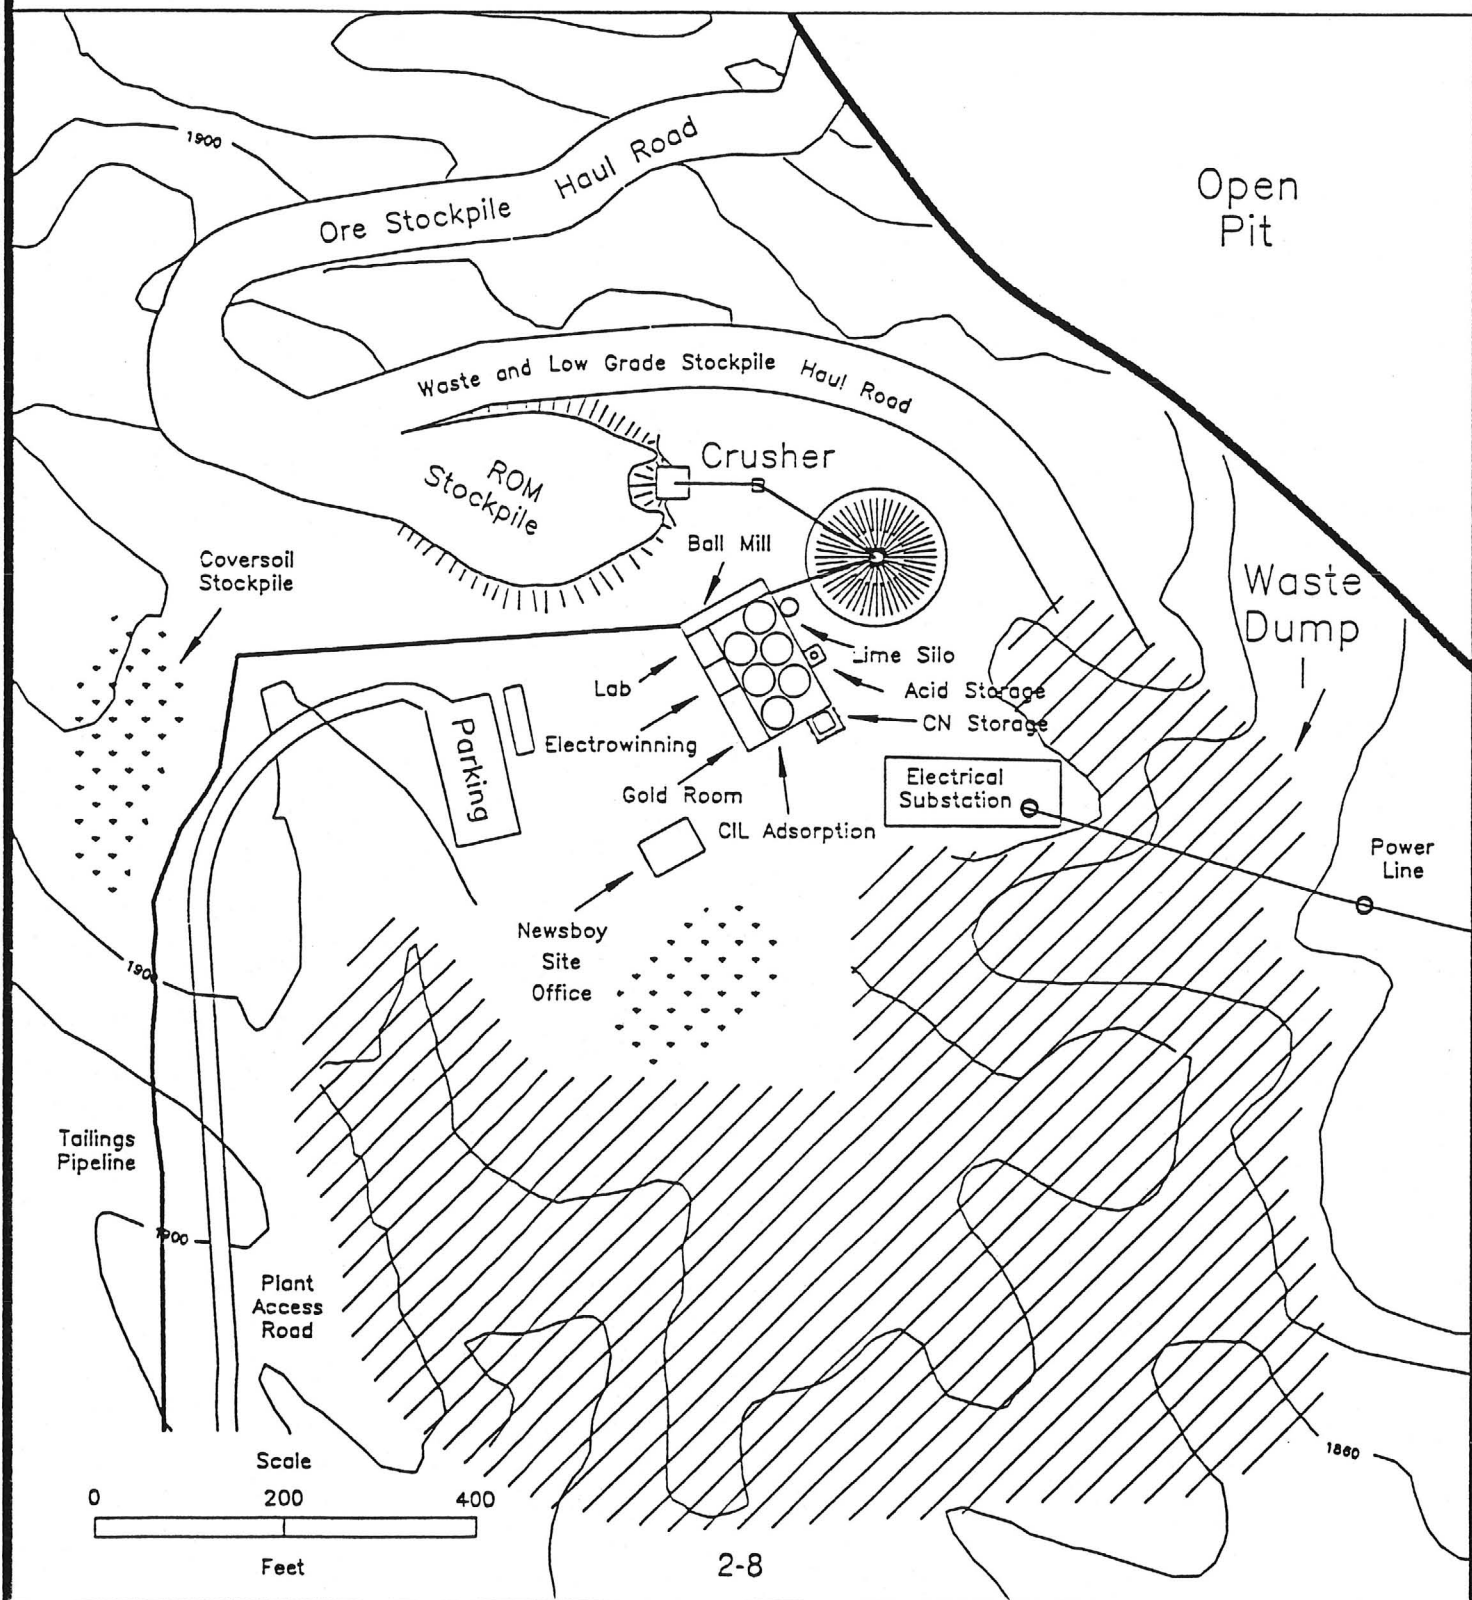 1900
Ore Stockpile Haul Road
Open
Pit
Waste and Low Grade Stockpile Haul Road
Crusher
ROM
Stockpile
Ball Mill
Coversoil
Stockpile
Waste
Dump
Lime Silo
Lab
Acid Storage
CN Storage
Parking
Electrowinning
Gold Room
Electrical
Substation
CIL Adsorption
Power
Line
Newsboy
Site
Office
1900
Tailings
Pipeline
1900
Plant
Access
Road
1860
Scale
0 200 400
Feet
2-8